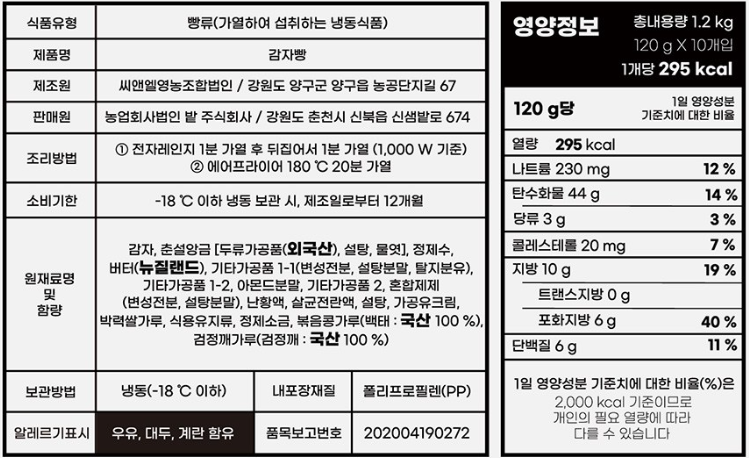 식품유형 빵류(가열하여 섭취하는 냉동식품)
제품명 감자빵
제조원 씨앤엘영농조합법인 / 강원도 양구군 양구읍 농공단지길 67
판매원 농업회사법인 밭 주식회사 / 강원도 춘천시 신북읍 신샘밭로 674
조리방법 ① 전자레인지 1분 가열 후 뒤집어서 1분 가열 (1,000 W 기준)
② 에어프라이어 180 ℃ 20분 가열
소비기한 -18 ℃ 이하 냉동 보관 시, 제조일로부터 12개월
원재료명
및
함량
감자, 춘설앙금 [두류가공품(외국산), 설탕, 물엿], 정제수,
버터(뉴질랜드), 기타가공품 1-1(변성전분, 설탕분말, 탈지분유),
기타가공품 1-2, 아몬드분말, 기타가공품 2, 혼합제제
(변성전분, 설탕분말), 난황액, 살균전란액, 설탕, 가공유크림,
박력쌀가루, 식용유지류, 정제소금, 볶음콩가루(백태 : 국산 100 %),
검정깨가루(검정깨 : 국산 100 %)
보관방법 냉동(-18 ℃ 이하) 내포장재질 폴리프로필렌(PP)
알레르기표시 우유, 대두, 계란 함유 품목보고번호 202004190272
영양정보
총내용량 1.2 kg
120 g X 10개입
1개당 295 kcal
120 g당
1일 영양성분
기준치에 대한 비율
열량 295 kcal
나트륨 230 mg 12 %
탄수화물 44 g 14 %
당류 3 g 3 %
콜레스테롤 20 mg 7 %
지방 10 g 19 %
트랜스지방 0 g
포화지방 6 g 40 %
단백질 6 g 11 %
1일 영양성분 기준치에 대한 비율(%)은
2,000 kcal 기준이므로
개인의 필요 열량에 따라
다를 수 있습니다